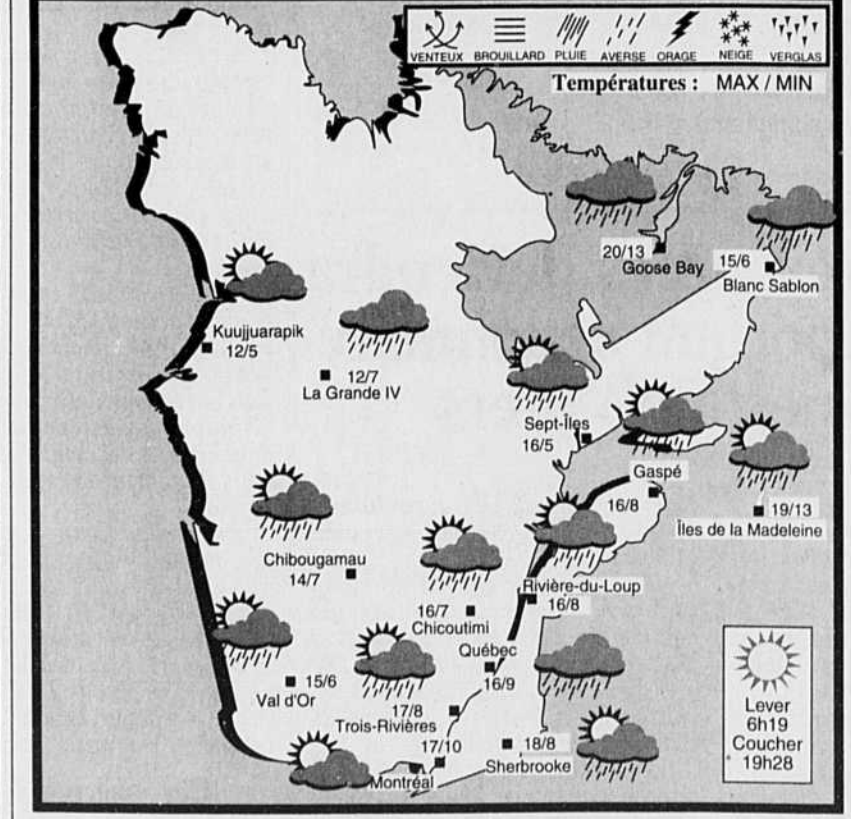 VENTEUX BROUILLARD PLUIE AVERSE ORAGE NEIGE VERGLAS
Températures : MAX / MIN
20/13
Goose Bay
15/6
Blanc Sablon
Kuujjuarapik
12/5
12/7
La Grande IV
Sept-Îles
16/5
Gaspé
16/8
19/13
Îles de la Madeleine
Chibougamau
14/7
16/7
Chicoutimi
Rivière-du-Loup
16/8
Québec
16/9
15/6
Val d'Or
17/8
Trois-Rivières
17/10
Montréal
18/8
Sherbrooke
Lever
6h19
Coucher
19h28